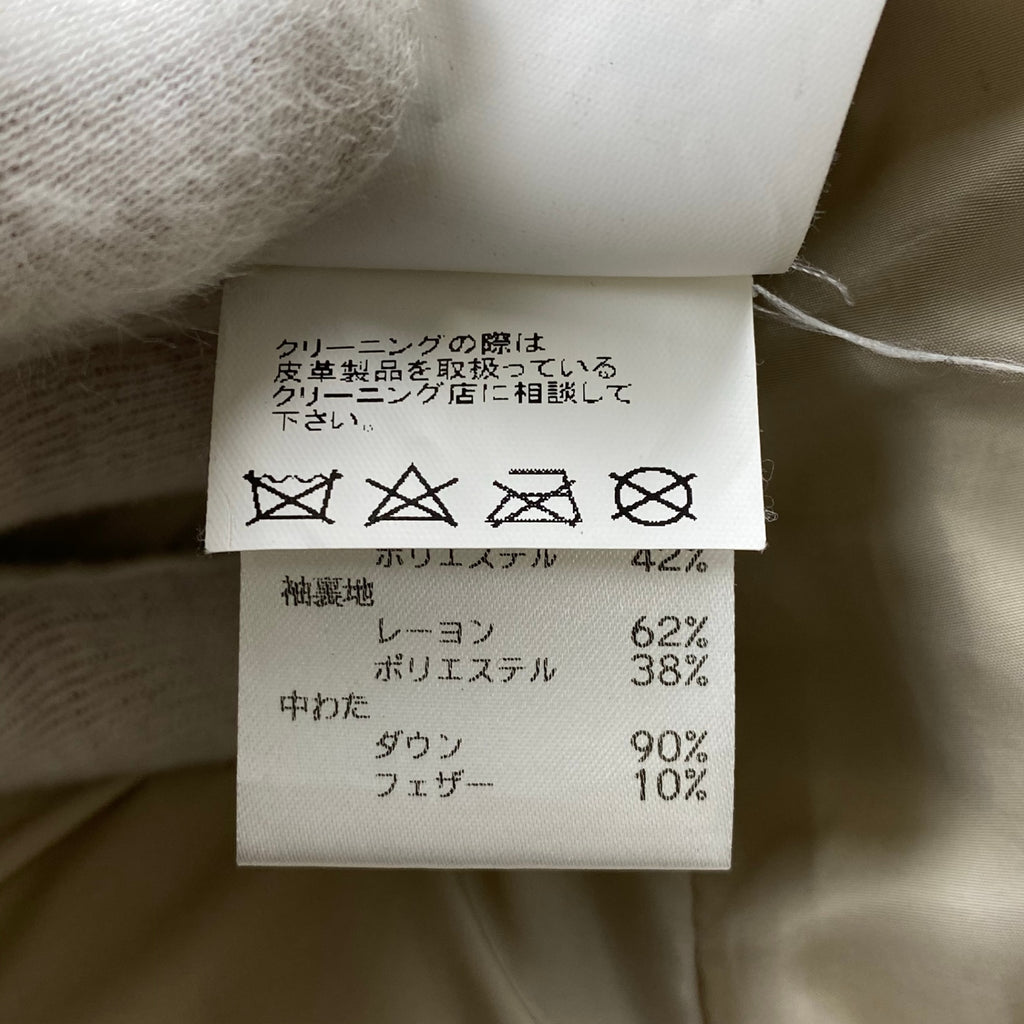 クリーニングの際は
皮革製品を取扱っている
クリーニング店に相談して
下さい。
ポリエステル 42%
袖裏地
レーヨン 62%
ポリエステル 38%
中わた
ダウン 90%
フェザー 10%